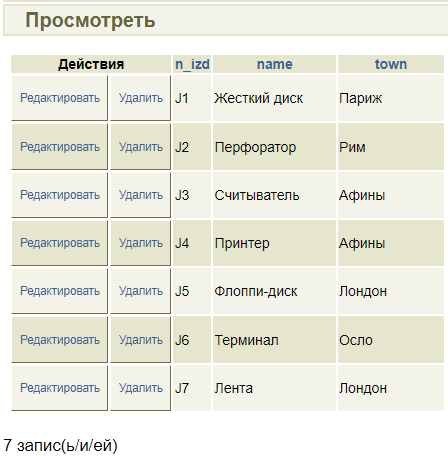 Просмотреть
Действия n_izd name town
Редактировать Удалить J1 Жесткий диск Париж
Редактировать Удалить J2 Перфоратор Рим
Редактировать Удалить J3 Считыватель Афины
Редактировать Удалить J4 Принтер Афины
Редактировать Удалить J5 Флоппи-диск Лондон
Редактировать Удалить J6 Терминал Осло
Редактировать Удалить J7 Лента Лондон
7 запис(ь/и/ей)